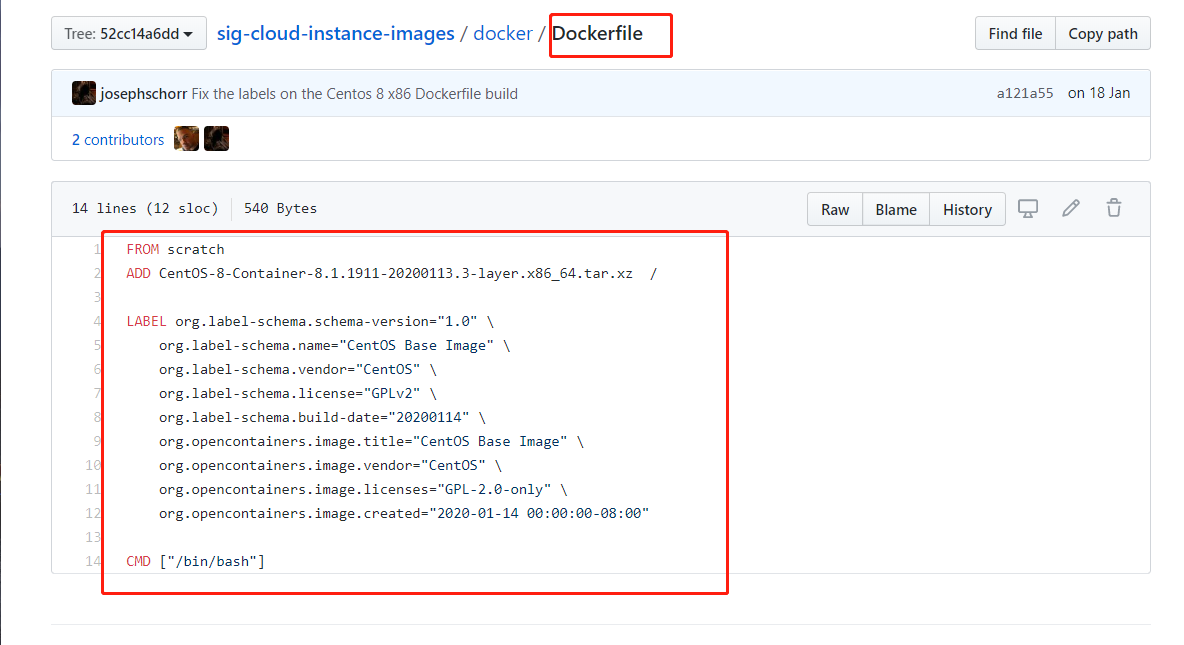 Tree: 52cc14a6dd sig-cloud-instance-images / docker / Dockerfile Find file Copy path
josephschorr Fix the labels on the Centos 8 x86 Dockerfile build a121a55 on 18 Jan
2 contributors
14 lines (12 sloc) 540 Bytes Raw Blame History
1 FROM scratch
2 ADD CentOS-8-Container-8.1.1911-20200113.3-layer.x86_64.tar.xz /
3
4 LABEL org.label-schema.schema-version="1.0" \
5 org.label-schema.name="CentOS Base Image" \
6 org.label-schema.vendor="CentOS" \
7 org.label-schema.license="GPLv2" \
8 org.label-schema.build-date="20200114" \
9 org.opencontainers.image.title="CentOS Base Image" \
10 org.opencontainers.image.vendor="CentOS" \
11 org.opencontainers.image.licenses="GPL-2.0-only" \
12 org.opencontainers.image.created="2020-01-14 00:00:00-08:00"
13
14 CMD ["/bin/bash"]